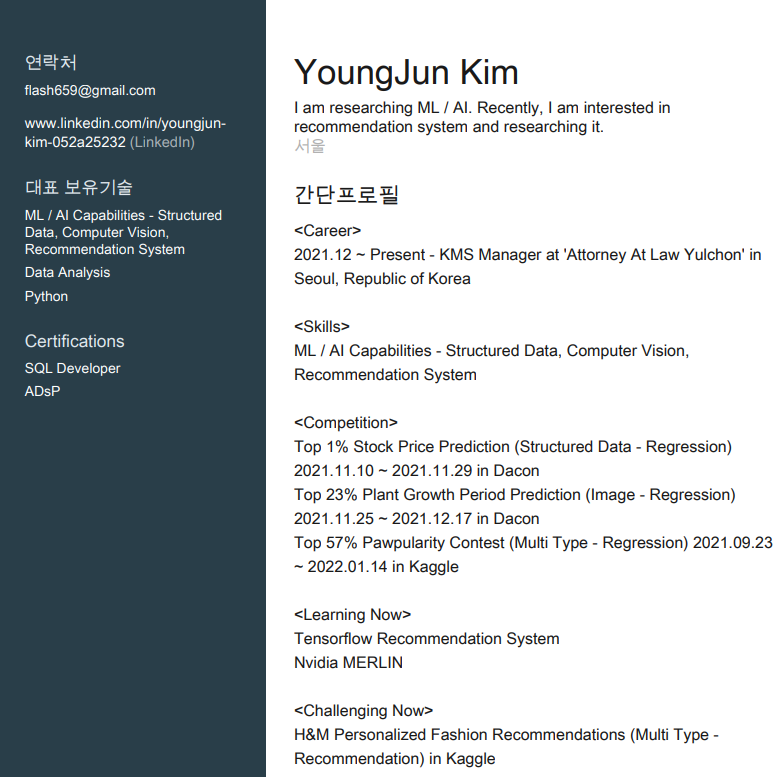 연락처
flash659@gmail.com
www.linkedin.com/in/youngjun-
kim-052a25232 (LinkedIn)
대표 보유기술
ML / AI Capabilities - Structured
Data, Computer Vision,
Recommendation System
Data Analysis
Python
Certifications
SQL Developer
ADsP
YoungJun Kim
I am researching ML / AI. Recently, I am interested in
recommendation system and researching it.
서울
간단프로필
<Career>
2021.12 ~ Present - KMS Manager at 'Attorney At Law Yulchon' in
Seoul, Republic of Korea
<Skills>
ML / AI Capabilities - Structured Data, Computer Vision,
Recommendation System
<Competition>
Top 1% Stock Price Prediction (Structured Data - Regression)
2021.11.10 ~ 2021.11.29 in Dacon
Top 23% Plant Growth Period Prediction (Image - Regression)
2021.11.25 ~ 2021.12.17 in Dacon
Top 57% Pawpularity Contest (Multi Type - Regression) 2021.09.23
~ 2022.01.14 in Kaggle
<Learning Now>
Tensorflow Recommendation System
Nvidia MERLIN
<Challenging Now>
H&M Personalized Fashion Recommendations (Multi Type -
Recommendation) in Kaggle